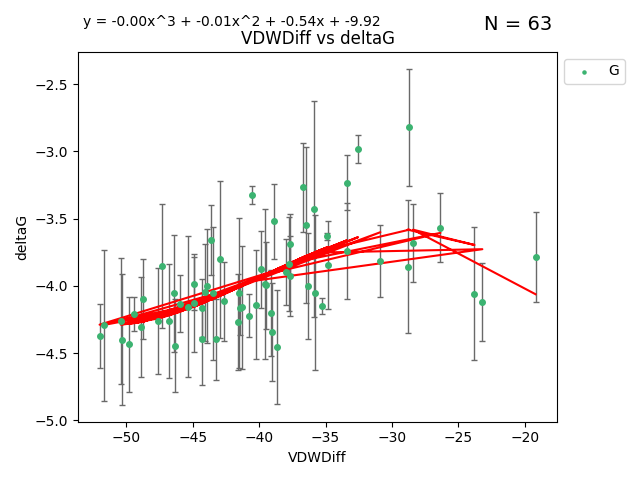 y = -0.00x^3 + -0.01x^2 + -0.54x + -9.92
N = 63
VDWDiff vs deltaG
G
−2.5
−3.0
−3.5
−4.0
−4.5
−5.0
deltaG
−50
−45
−40
−35
−30
−25
−20
VDWDiff